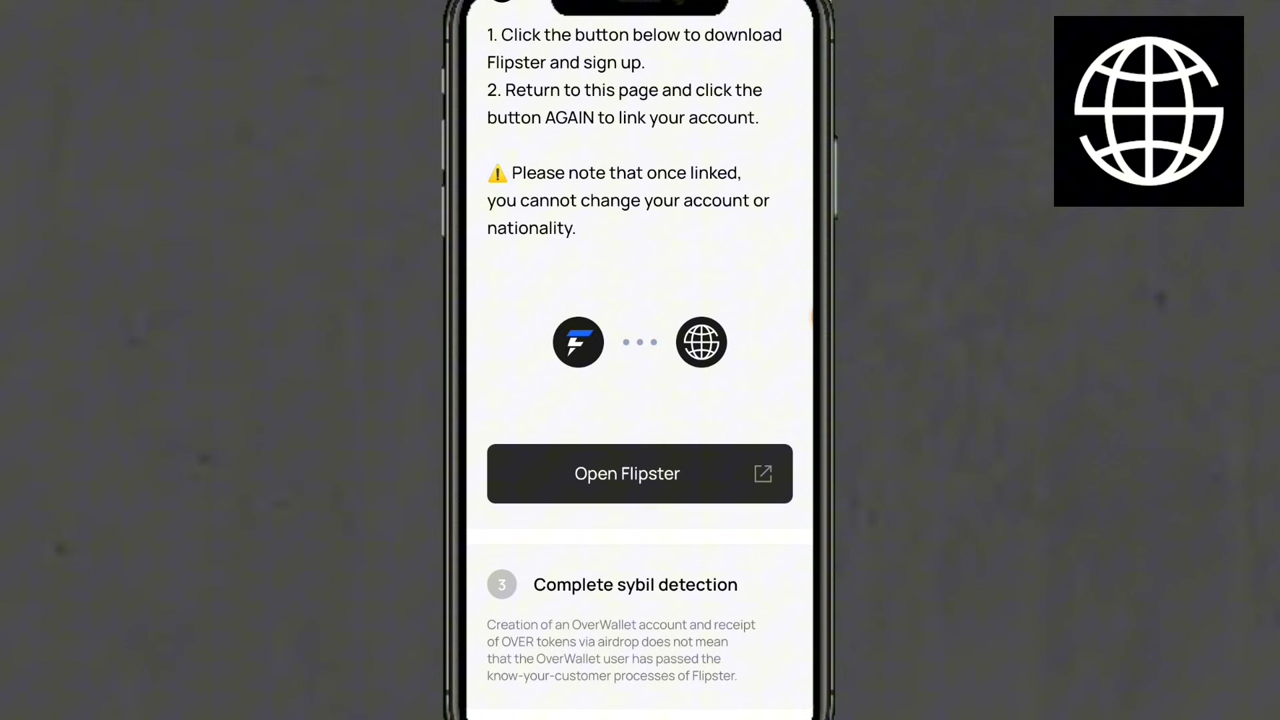 1. Click the button below to download
Flipster and sign up.
2. Return to this page and click the
button AGAIN to link your account.
⚠️ Please note that once linked,
you cannot change your account or
nationality.
Open Flipster
3 Complete sybil detection
Creation of an OverWallet account and receipt
of OVER tokens via airdrop does not mean
that the OverWallet user has passed the
know-your-customer processes of Flipster.